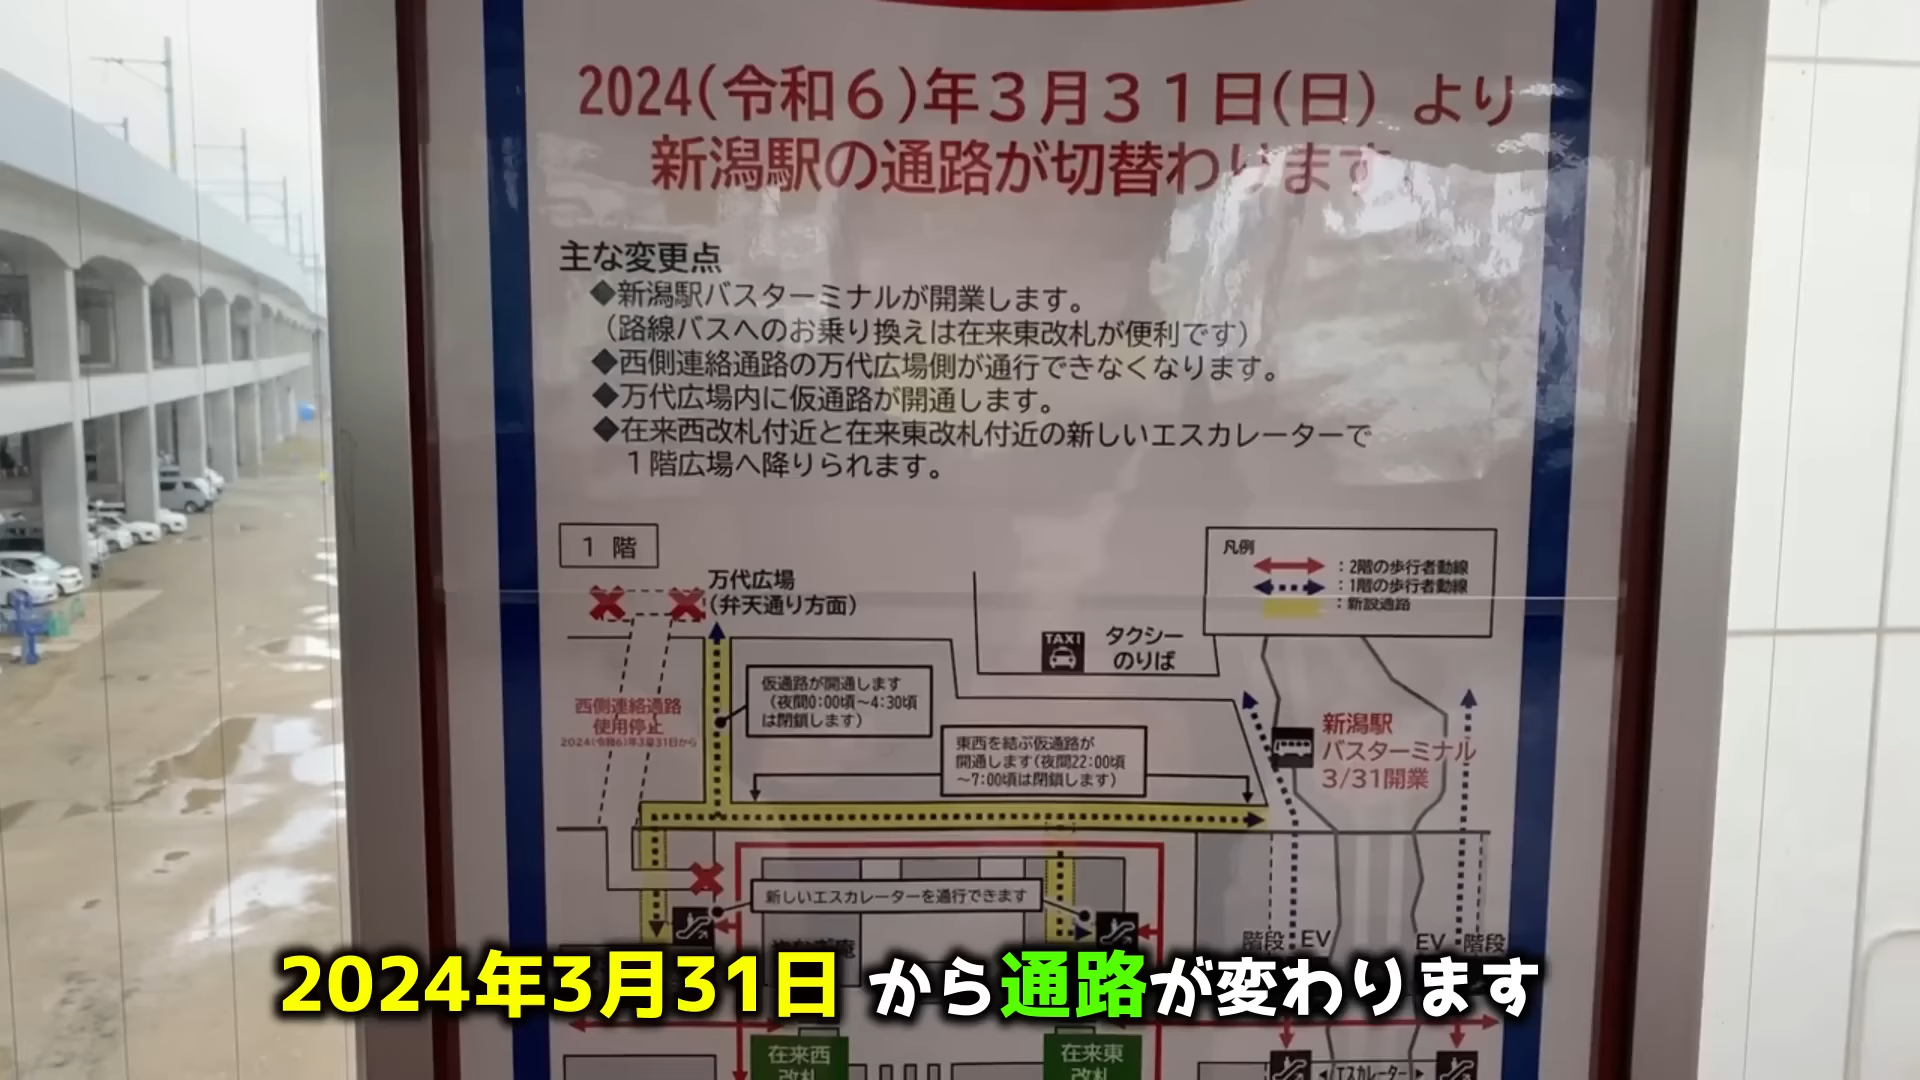 2024(令和6)年3月31日(日) より
新潟駅の通路が切替わります
主な変更点
◆新潟駅バスターミナルが開業します。
(路線バスへのお乗り換えは在来東改札が便利です)
◆西側連絡通路の万代広場側が通行できなくなります。
◆万代広場内に仮通路が開通します。
◆在来西改札付近と在来東改札付近の新しいエスカレーターで
1階広場へ降りられます。
1 階
万代広場
(弁天通り方面)
凡例
:2階の歩行者動線
:1階の歩行者動線
:新設通路
TAXI
タクシー
のりば
西側連絡通路
使用停止
2024(令和6)年3月31日から
仮通路が開通します
(夜間0:00頃~4:30頃
は閉鎖します)
東西を結ぶ仮通路が
開通します(夜間22:00頃
~7:00頃は閉鎖します)
新潟駅
バスターミナル
3/31開業
新しいエスカレーターを通行できます
階段 EV
EV 階段
2024年3月31日 から通路が変わります
在来西
改札
在来東
改札
エスカレーター